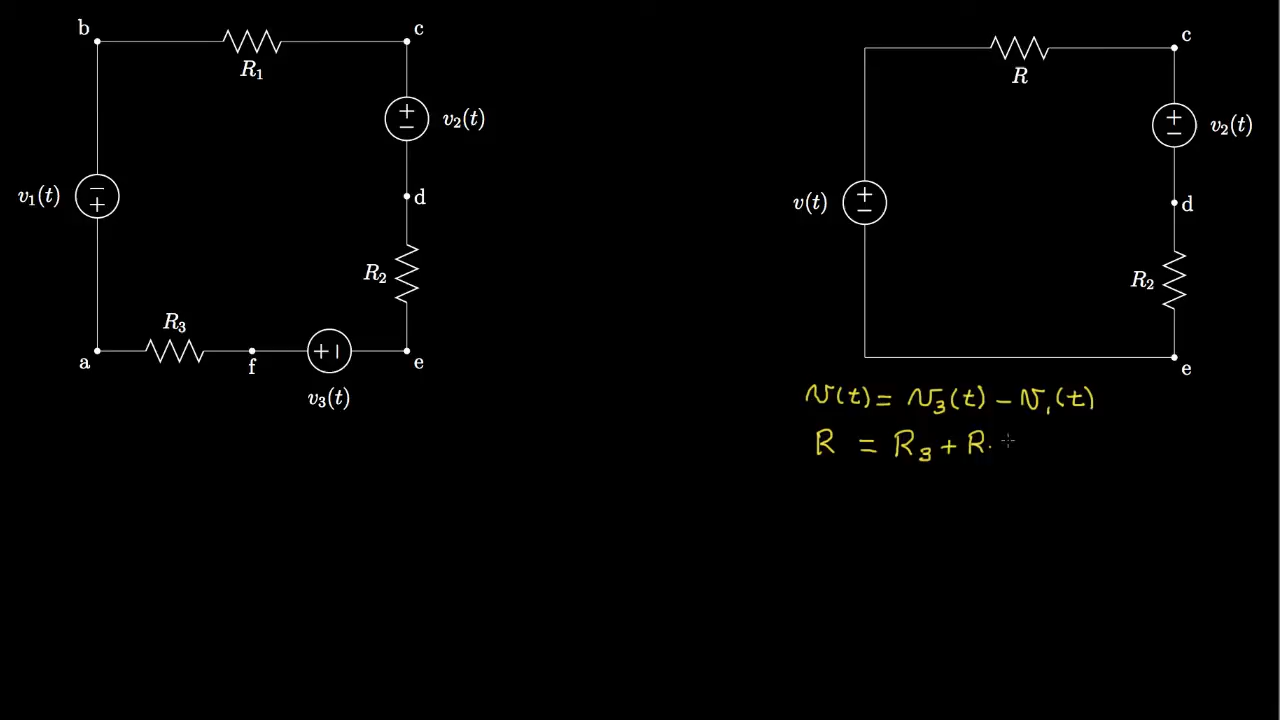 b
c
R₁
+
−
v₂(t)
v₁(t)
−
+
d
R₂
R₃
a
f
+ −
e
v₃(t)
c
R
+
−
v₂(t)
v(t)
+
−
d
R₂
e
v(t) = v₃(t) − v₁(t)
R = R₃ + R